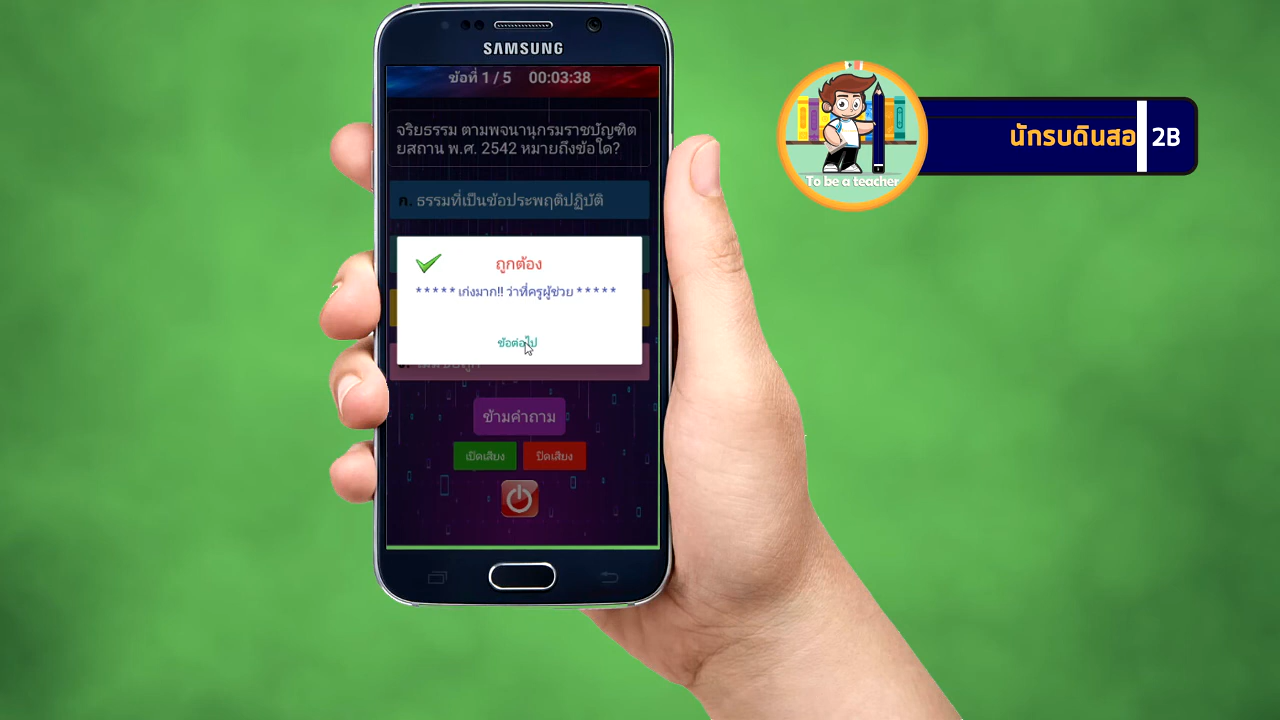 SAMSUNG
ข้อที่ 1 / 5 00:03:38
จริยธรรม ตามพจนานุกรมราชบัญฑิต
ยสถาน พ.ศ. 2542 หมายถึงข้อใด?
ก. ธรรมที่เป็นข้อประพฤติปฏิบัติ
ถูกต้อง
***** เก่งมาก!! ว่าที่ครูผู้ช่วย *****
ข้อต่อไป
ข้ามคำถาม
เปิดเสียง ปิดเสียง
To be a teacher
นักรบดินสอ 2B